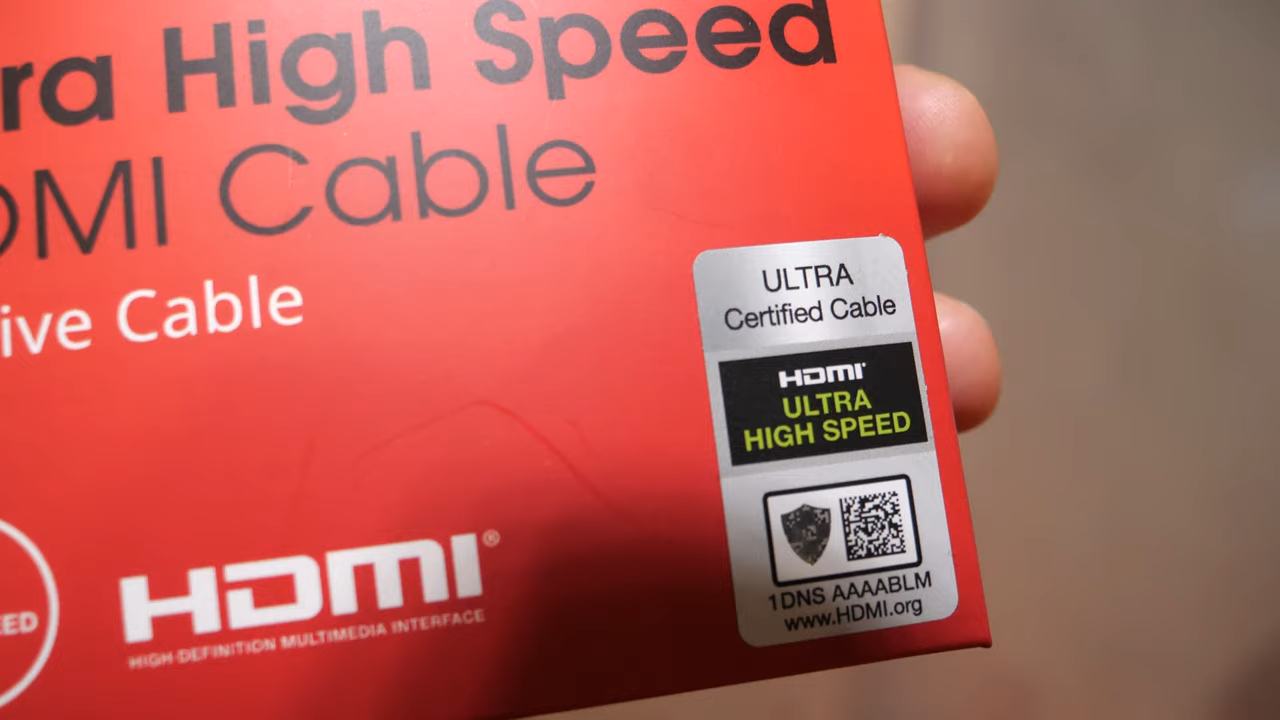 ra High Speed
DMI Cable
ive Cable
ULTRA
Certified Cable
HDMI
ULTRA
HIGH SPEED
1DNS AAAABLM
www.HDMI.org
EED
HDMI®
HIGH-DEFINITION MULTIMEDIA INTERFACE